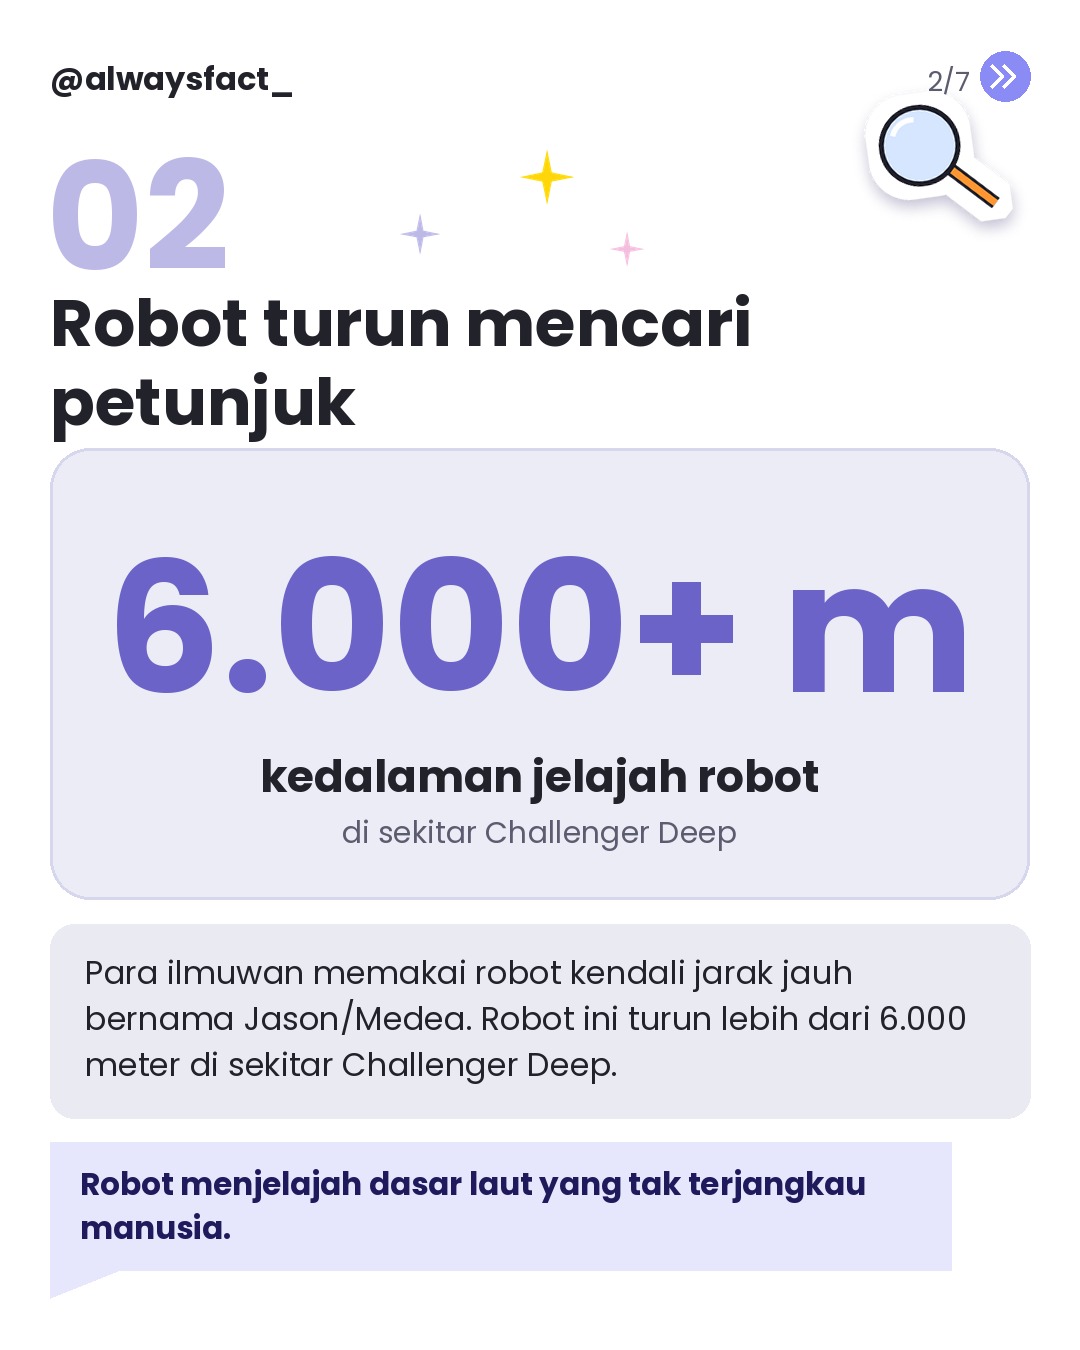 @alwaysfact_
2/7
02
Robot turun mencari
petunjuk
6.000+ m
kedalaman jelajah robot
di sekitar Challenger Deep
Para ilmuwan memakai robot kendali jarak jauh
bernama Jason/Medea. Robot ini turun lebih dari 6.000
meter di sekitar Challenger Deep.
Robot menjelajah dasar laut yang tak terjangkau
manusia.